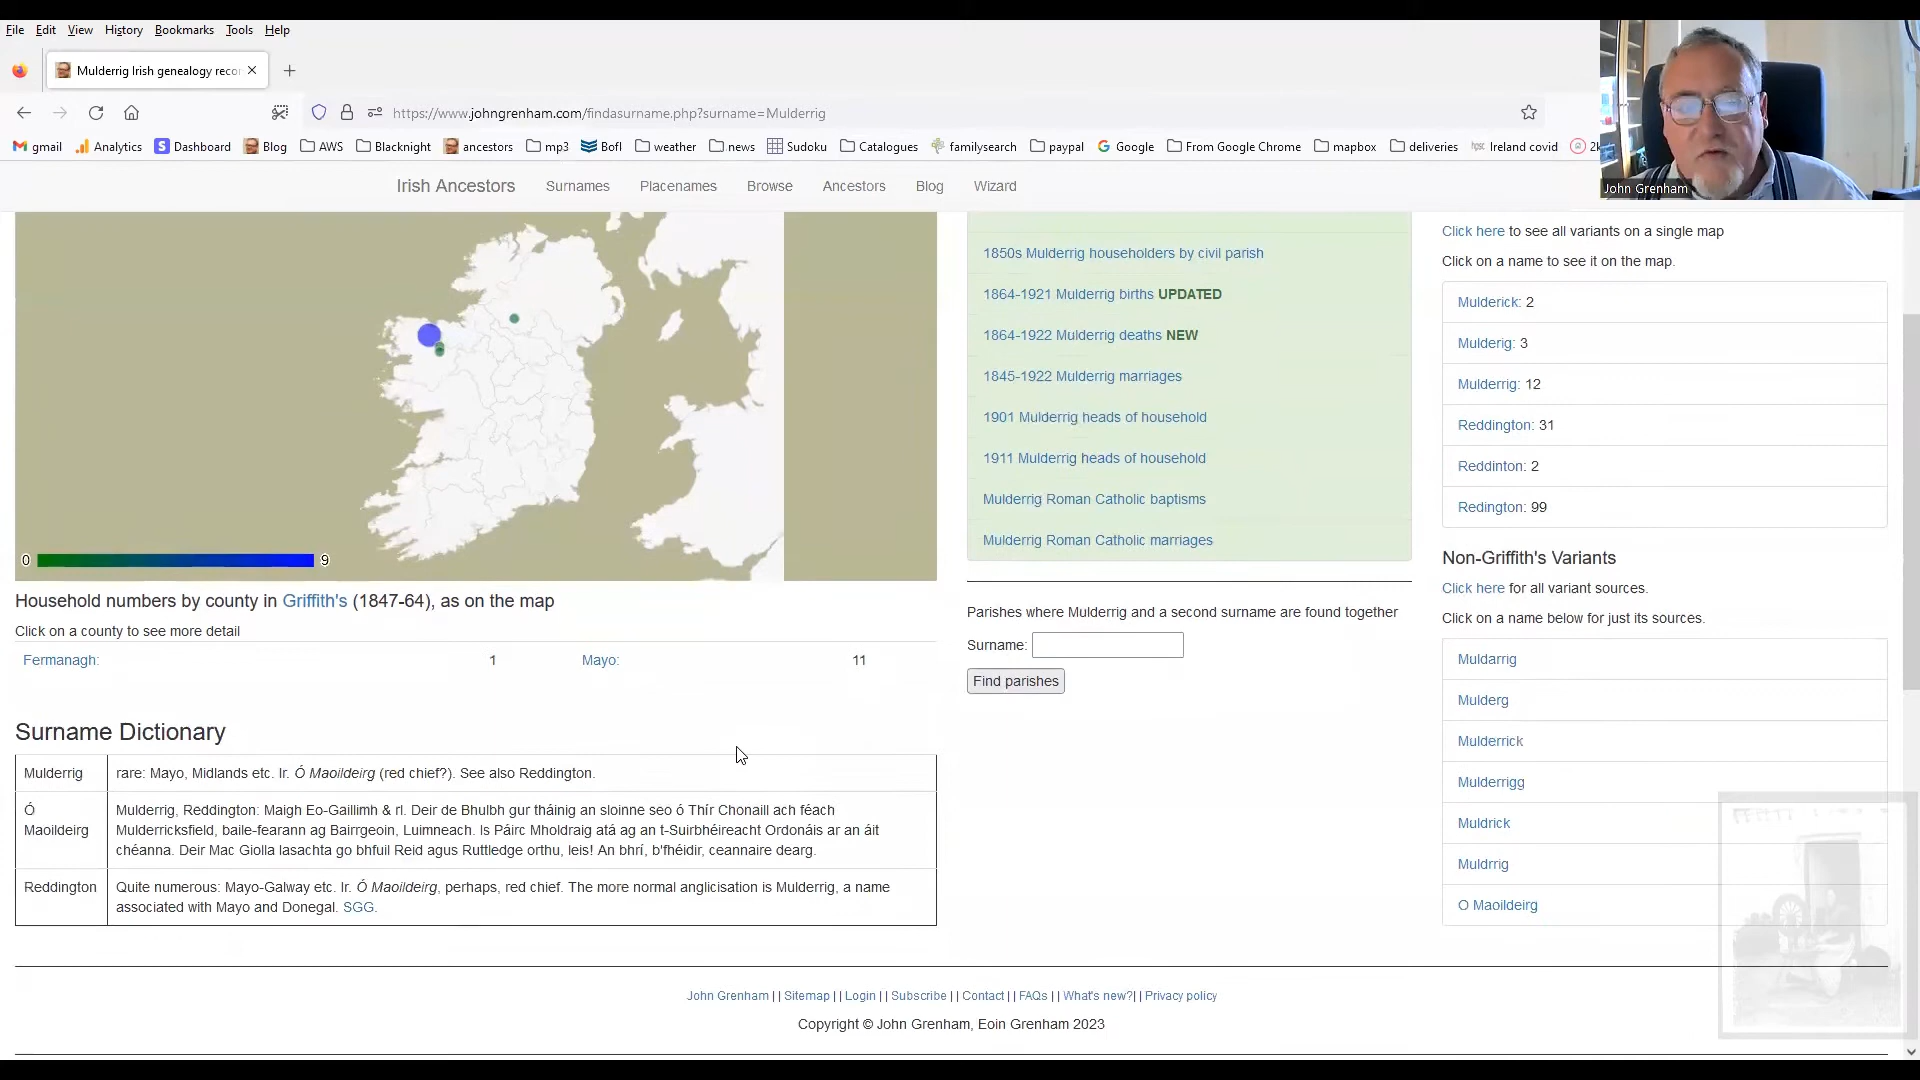 File Edit View History Bookmarks Tools Help
Mulderrig Irish genealogy reco
https://www.johngrenham.com/findasurname.php?surname=Mulderrig
gmail Analytics Dashboard Blog AWS Blacknight ancestors mp3 BofI weather news Sudoku Catalogues familysearch paypal Google From Google Chrome mapbox deliveries Ireland covid 2k
John Grenham
Irish Ancestors Surnames Placenames Browse Ancestors Blog Wizard
0 9
Household numbers by county in Griffith's (1847-64), as on the map
Click on a county to see more detail
Fermanagh: 1 Mayo: 11
Surname Dictionary
Mulderrig rare: Mayo, Midlands etc. Ir. Ó Maoildeirg (red chief?). See also Reddington.
Ó Maoildeirg
Mulderrig, Reddington: Maigh Eo-Gaillimh & rl. Deir de Bhulbh gur tháinig an sloinne seo ó Thír Chonaill ach féach
Mulderricksfield, baile-fearann ag Bairrgeoin, Luimneach. Is Páirc Mholdraig atá ag an t-Suirbhéireacht Ordonáis ar an áit
chéanna. Deir Mac Giolla Iasachta go bhfuil Reid agus Ruttledge orthu, leis! An bhrí, b'fhéidir, ceannaire dearg.
Reddington Quite numerous: Mayo-Galway etc. Ir. Ó Maoildeirg, perhaps, red chief. The more normal anglicisation is Mulderrig, a name
associated with Mayo and Donegal. SGG.
1850s Mulderrig householders by civil parish
1864-1921 Mulderrig births UPDATED
1864-1922 Mulderrig deaths NEW
1845-1922 Mulderrig marriages
1901 Mulderrig heads of household
1911 Mulderrig heads of household
Mulderrig Roman Catholic baptisms
Mulderrig Roman Catholic marriages
Parishes where Mulderrig and a second surname are found together
Surname:
Find parishes
Click here to see all variants on a single map
Click on a name to see it on the map.
Mulderick: 2
Mulderig: 3
Mulderrig: 12
Reddington: 31
Reddinton: 2
Redington: 99
Non-Griffith's Variants
Click here for all variant sources.
Click on a name below for just its sources.
Muldarrig
Mulderg
Mulderrick
Mulderrigg
Muldrick
Muldrrig
O Maoildeirg
John Grenham || Sitemap || Login || Subscribe || Contact || FAQs || What's new?|| Privacy policy
Copyright © John Grenham, Eoin Grenham 2023